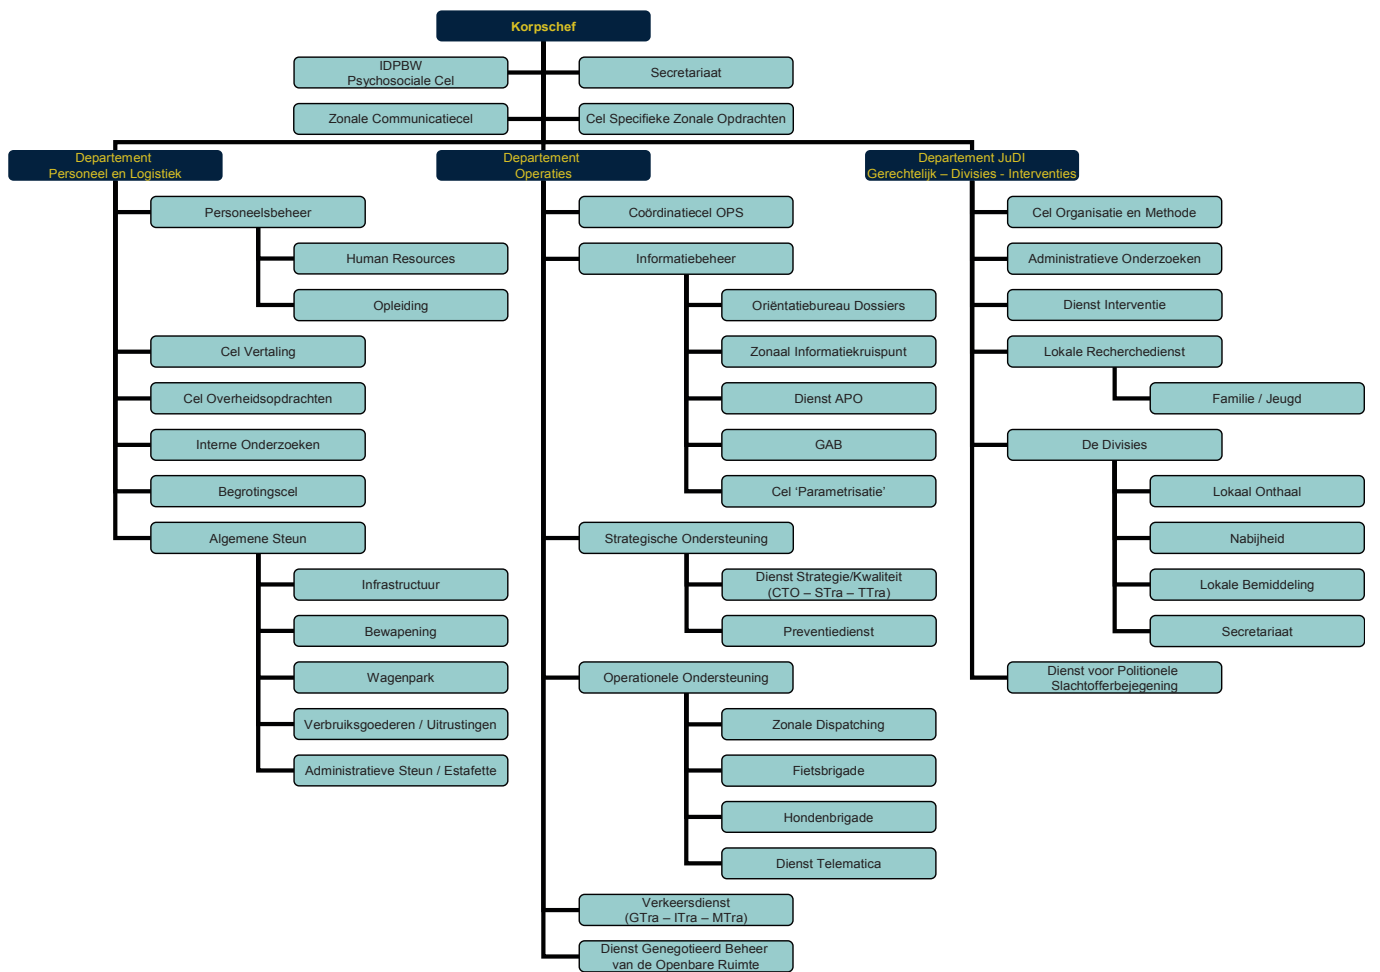 Korpschef
IDPBW
Psychosociale Cel
Secretariaat
Zonale Communicatiecel
Cel Specifieke Zonale Opdrachten
Departement
Personeel en Logistiek
Personeelsbeheer
Human Resources
Opleiding
Cel Vertaling
Cel Overheidsopdrachten
Interne Onderzoeken
Begrotingscel
Algemene Steun
Infrastructuur
Bewapening
Wagenpark
Verbruiksgoederen / Uitrustingen
Administratieve Steun / Estafette
Departement
Operaties
Coördinatiecel OPS
Informatiebeheer
Oriëntatiebureau Dossiers
Zonaal Informatiekruispunt
Dienst APO
GAB
Cel ‘Parametrisatie’
Strategische Ondersteuning
Dienst Strategie/Kwaliteit
(CTO – STra – TTra)
Preventiedienst
Operationele Ondersteuning
Zonale Dispatching
Fietsbrigade
Hondenbrigade
Dienst Telematica
Verkeersdienst
(GTra – ITra – MTra)
Dienst Genegotieerd Beheer
van de Openbare Ruimte
Departement JuDI
Gerechtelijk – Divisies - Interventies
Cel Organisatie en Methode
Administratieve Onderzoeken
Dienst Interventie
Lokale Recherchedienst
Familie / Jeugd
De Divisies
Lokaal Onthaal
Nabijheid
Lokale Bemiddeling
Secretariaat
Dienst voor Politionele
Slachtofferbejegening